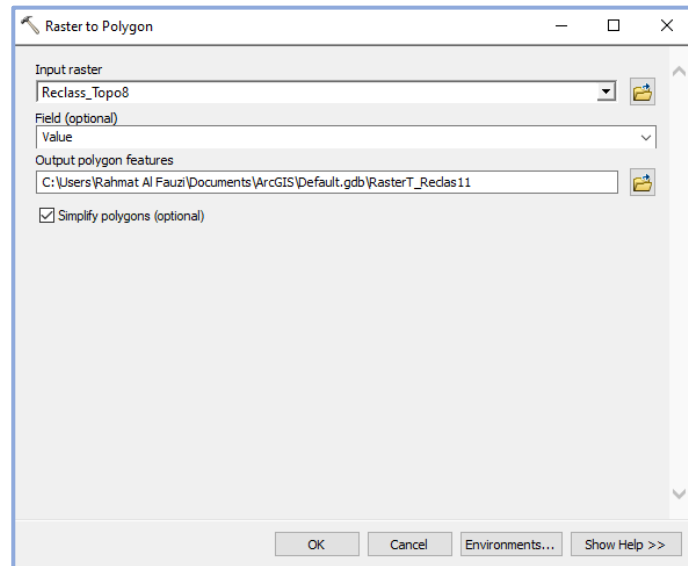 Raster to Polygon
Input raster
Reclass_Topo8
Field (optional)
Value
Output polygon features
C:\Users\Rahmat Al Fauzi\Documents\ArcGIS\Default.gdb\RasterT_Reclas11
Simplify polygons (optional)
OK Cancel Environments... Show Help >>